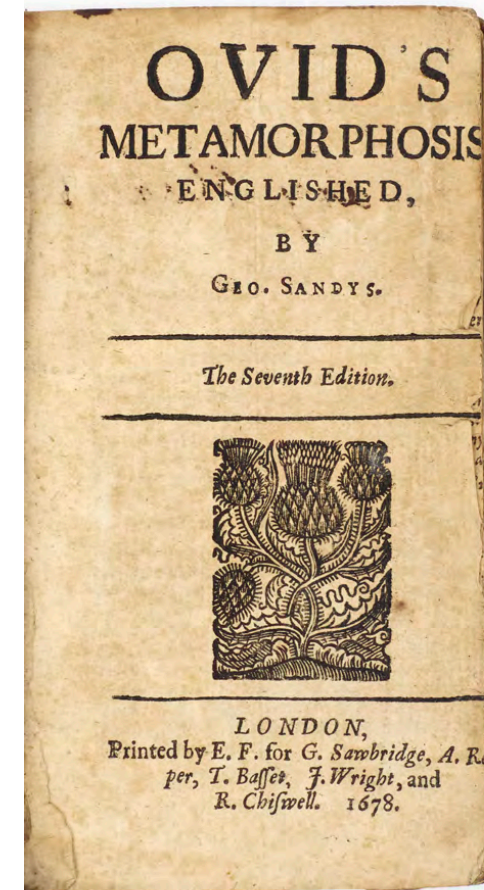 OVID'S
METAMORPHOSIS
ENGLISHED,
BY
GEO. SANDYS.
The Seventh Edition.
LONDON,
Printed by E. F. for G. Sawbridge, A. R
per, T. Baſſet, J. Wright, and
R. Chiſwell. 1678.